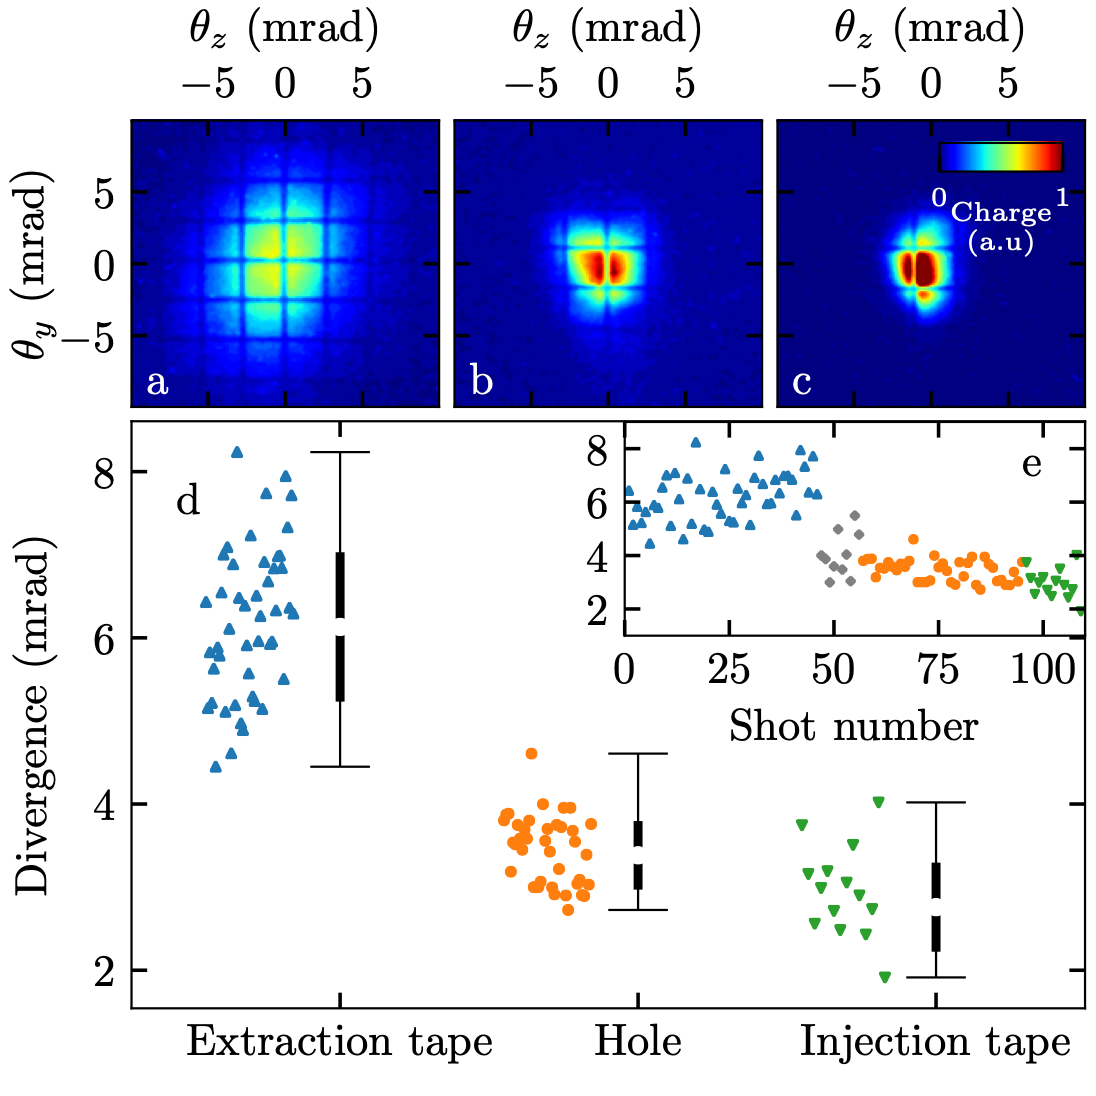 θz (mrad) θz (mrad) θz (mrad)
−5 0 5 −5 0 5 −5 0 5
θy (mrad)
5
0
−5
a
b
c
0 1
Charge
(a.u)
Divergence (mrad)
8
6
4
2
d
e
8
6
4
2
0 25 50 75 100
Shot number
Extraction tape Hole Injection tape